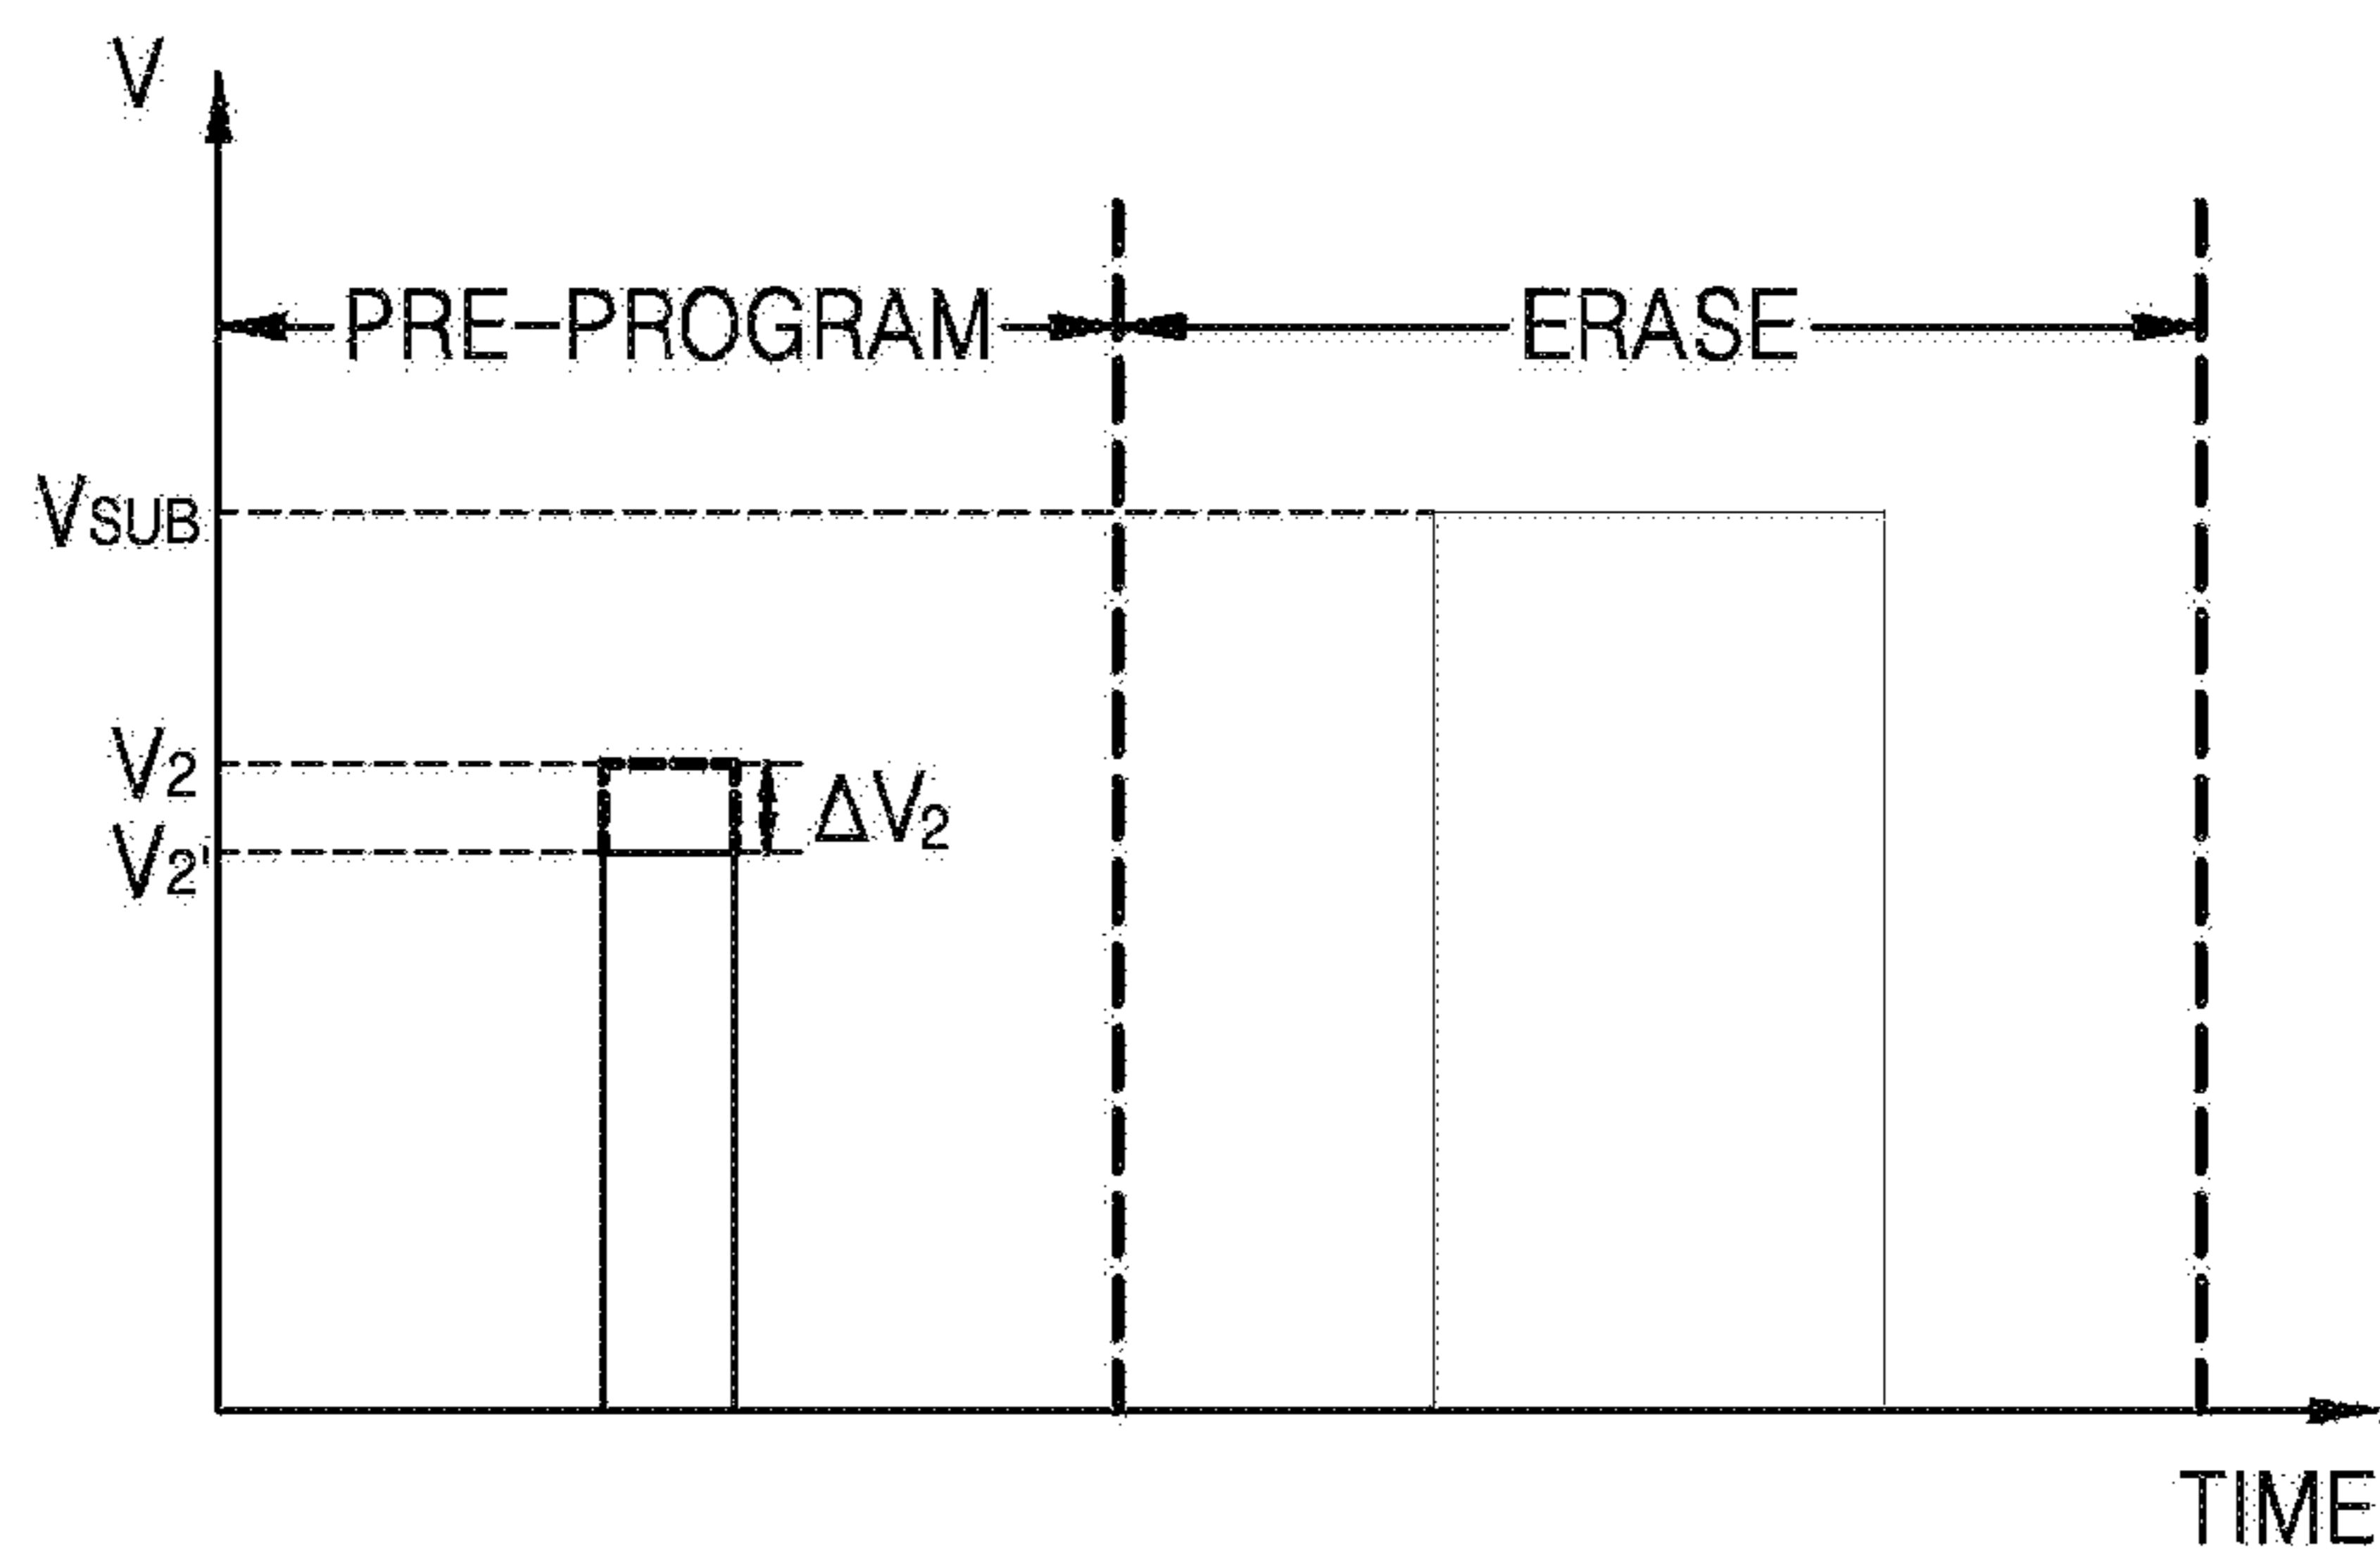 V
PRE-PROGRAM
ERASE
VSUB
V2
ΔV2
V2'
TIME